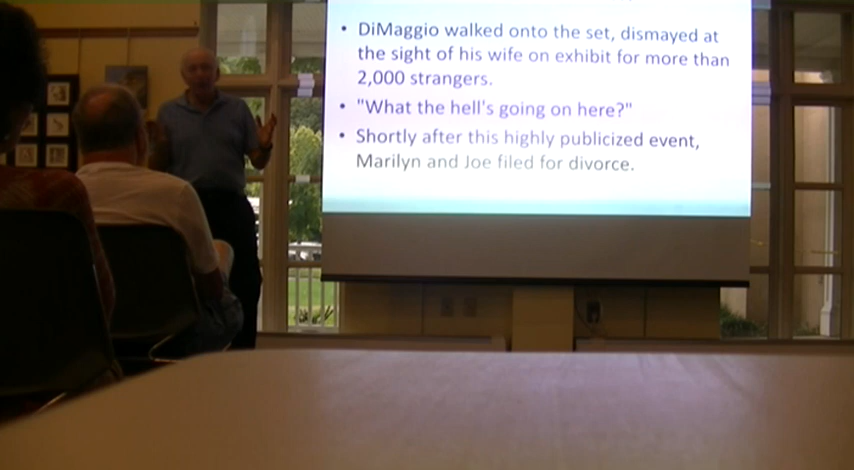 • DiMaggio walked onto the set, dismayed at
the sight of his wife on exhibit for more than
2,000 strangers.
• "What the hell's going on here?"
• Shortly after this highly publicized event,
Marilyn and Joe filed for divorce.